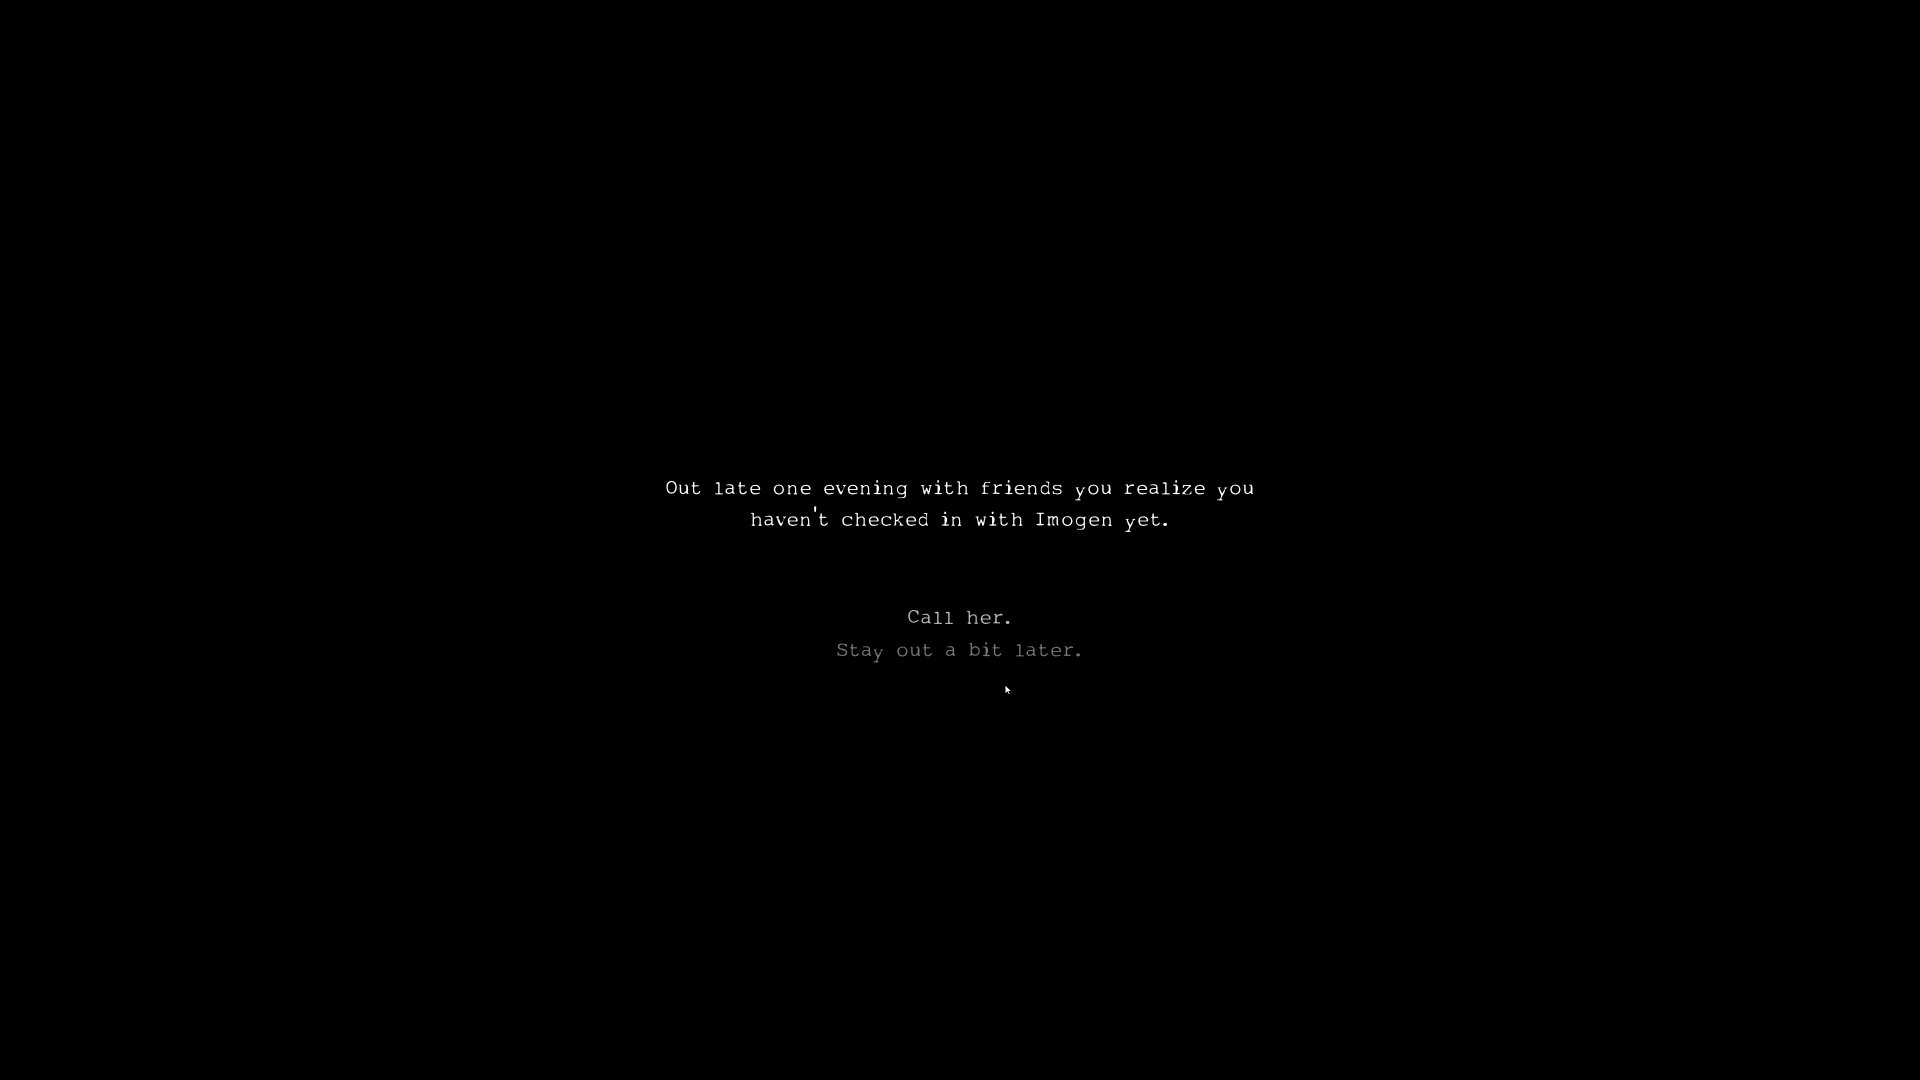 Out late one evening with friends you realize you
haven't checked in with Imogen yet.
Call her.
Stay out a bit later.